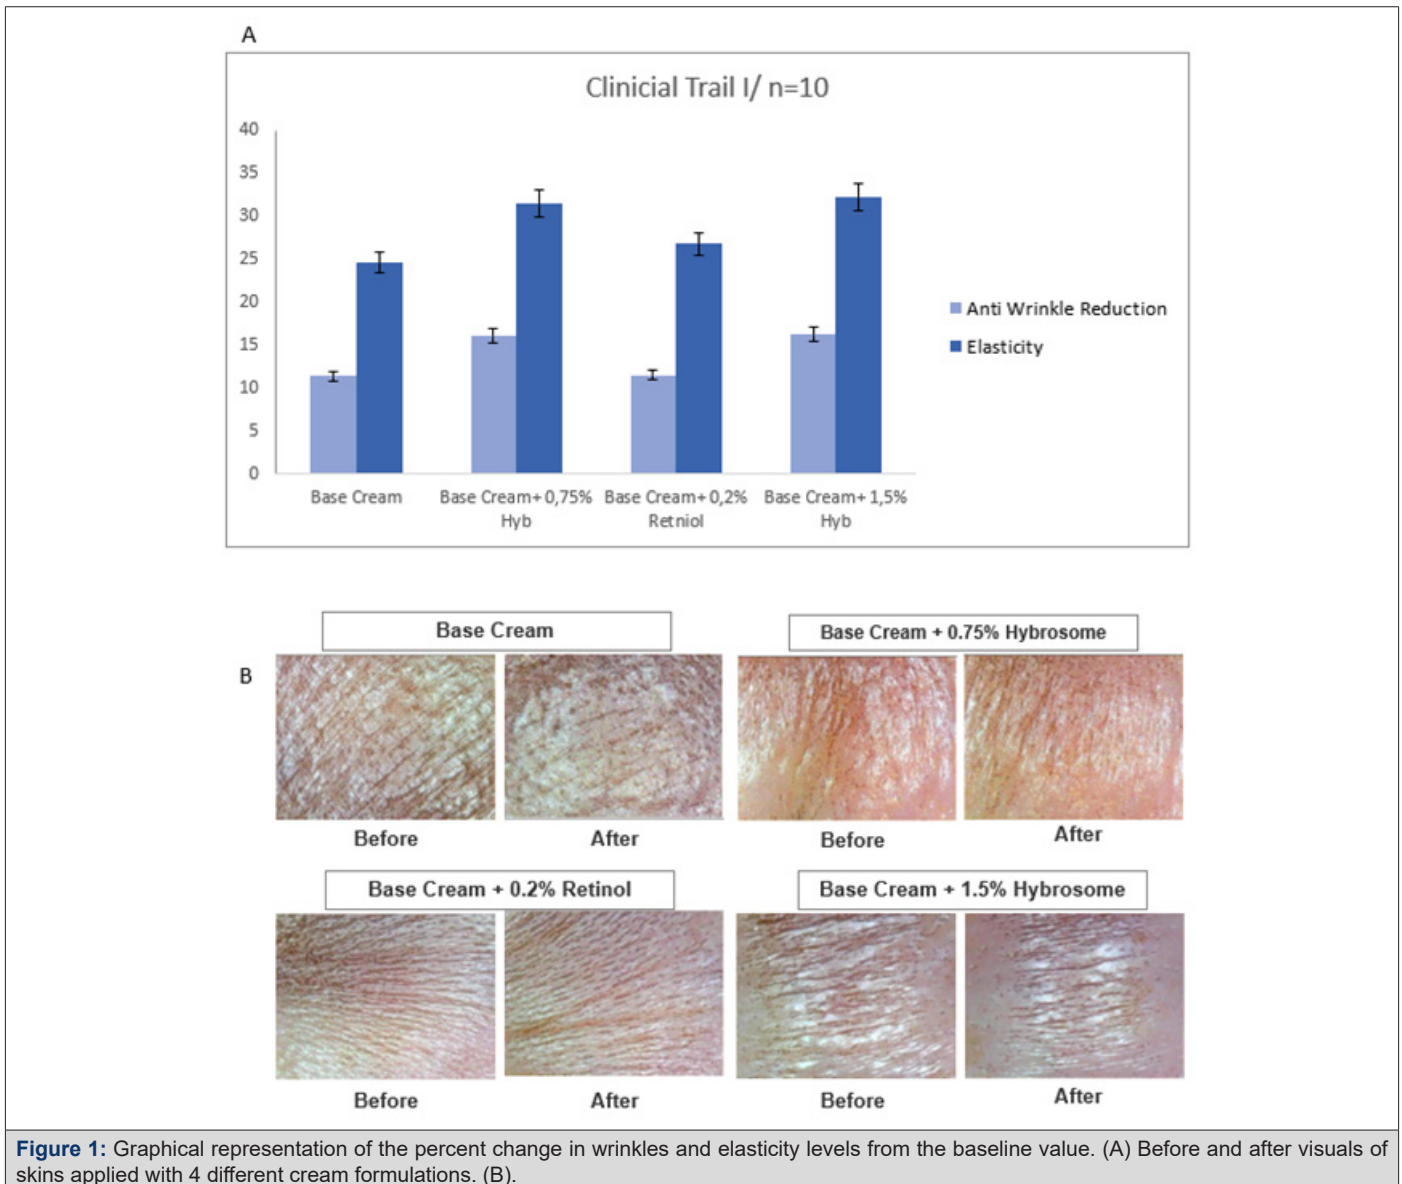 A
Clinicial Trail I/ n=10
40
35
30
25
20
15
10
5
0
Anti Wrinkle Reduction
Elasticity
Base Cream
Base Cream+ 0,75%
Hyb
Base Cream+ 0,2%
Retniol
Base Cream+ 1,5%
Hyb
B
Base Cream
Base Cream + 0.75% Hybrosome
Before
After
Before
After
Base Cream + 0.2% Retinol
Base Cream + 1.5% Hybrosome
Before
After
Before
After
Figure 1: Graphical representation of the percent change in wrinkles and elasticity levels from the baseline value. (A) Before and after visuals of
skins applied with 4 different cream formulations. (B).